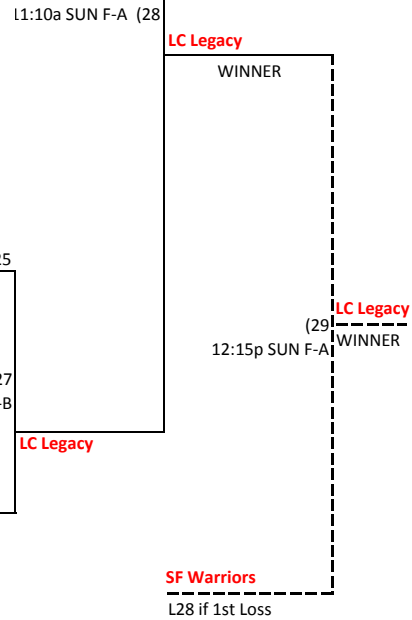 11:10a SUN F-A (28
LC Legacy
WINNER
25
LC Legacy
(29
12:15p SUN F-A
WINNER
27
-B
LC Legacy
SF Warriors
L28 if 1st Loss